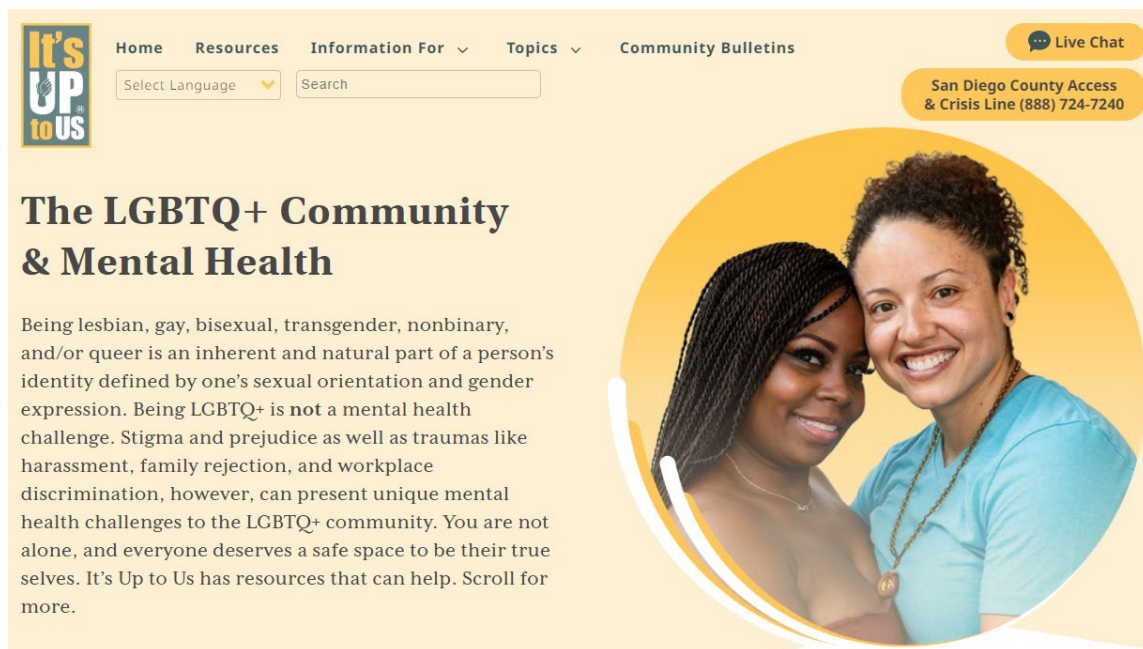 It's
UP
to US
®
Home Resources Information For Topics Community Bulletins
Select Language
Search
Live Chat
San Diego County Access
& Crisis Line (888) 724-7240
The LGBTQ+ Community
& Mental Health
Being lesbian, gay, bisexual, transgender, nonbinary,
and/or queer is an inherent and natural part of a person’s
identity defined by one’s sexual orientation and gender
expression. Being LGBTQ+ is not a mental health
challenge. Stigma and prejudice as well as traumas like
harassment, family rejection, and workplace
discrimination, however, can present unique mental
health challenges to the LGBTQ+ community. You are not
alone, and everyone deserves a safe space to be their true
selves. It’s Up to Us has resources that can help. Scroll for
more.